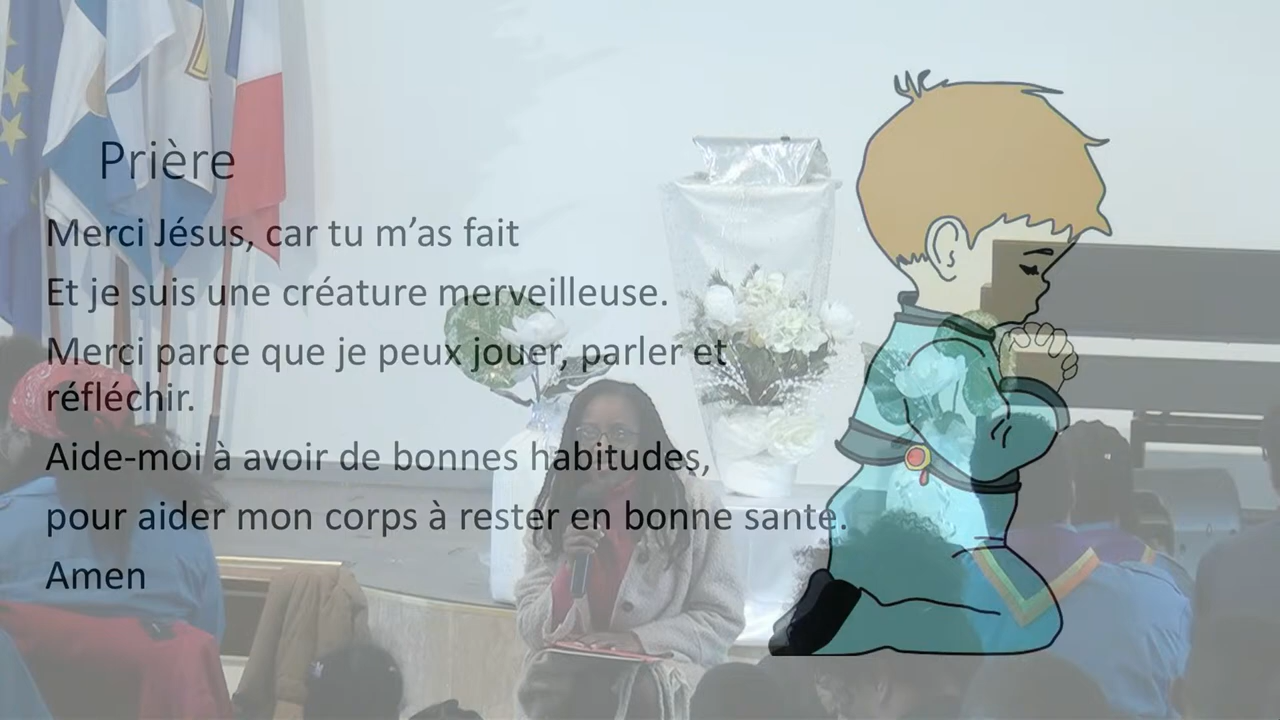 Prière
Merci Jésus, car tu m’as fait
Et je suis une créature merveilleuse.
Merci parce que je peux jouer, parler et
réfléchir.
Aide-moi à avoir de bonnes habitudes,
pour aider mon corps à rester en bonne santé.
Amen